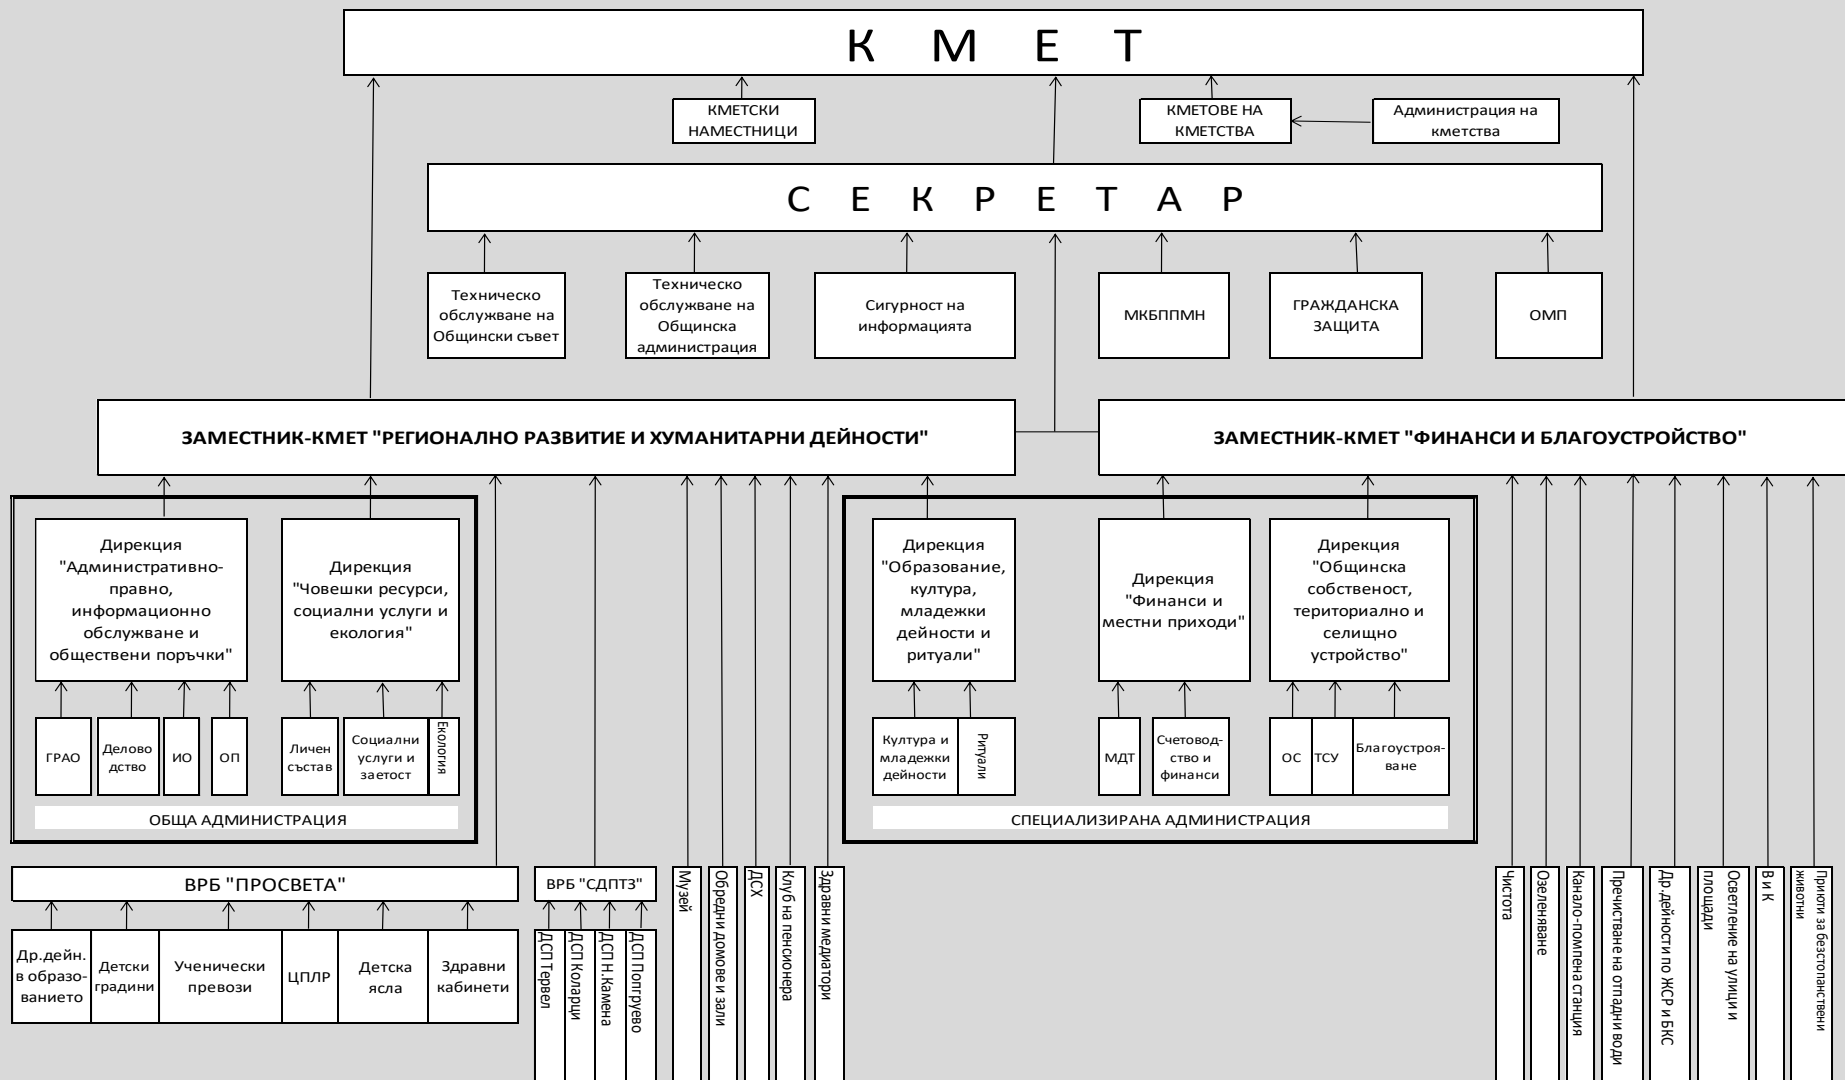 К М Е Т
КМЕТСКИ
НАМЕСТНИЦИ
КМЕТОВЕ НА
КМЕТСТВА
Администрация на
кметства
С Е К Р Е Т А Р
Техническо
обслужване на
Общински съвет
Техническо
обслужване на
Общинска
администрация
Сигурност на
информацията
МКБППМН
ГРАЖДАНСКА
ЗАЩИТА
ОМП
ЗАМЕСТНИК-КМЕТ "РЕГИОНАЛНО РАЗВИТИЕ И ХУМАНИТАРНИ ДЕЙНОСТИ"
ЗАМЕСТНИК-КМЕТ "ФИНАНСИ И БЛАГОУСТРОЙСТВО"
Дирекция
"Административно-
правно,
информационно
обслужване и
обществени поръчки"
Дирекция
"Човешки ресурси,
социални услуги и
екология"
Дирекция
"Образование,
култура,
младежки
дейности и
ритуали"
Дирекция
"Финанси и
местни приходи"
Дирекция
"Общинска
собственост,
териториално и
селищно
устройство"
ГРАО
Делово
дство
ИО
ОП
Личен
състав
Социални
услуги и
заетост
Екология
Култура и
младежки
дейности
Ритуали
МДТ
Счетовод-
ство и
финанси
ОС
ТСУ
Благоустроя-
ване
ОБЩА АДМИНИСТРАЦИЯ
СПЕЦИАЛИЗИРАНА АДМИНИСТРАЦИЯ
ВРБ "ПРОСВЕТА"
ВРБ "СДПТЗ"
Музей
Обредни домове и зали
ДСХ
Клуб на пенсионера
Здравни медиатори
Чистота
Озеленяване
Канало-помпена станция
Пречистване на отпадни води
Др.дейности по ЖСР и БКС
Осветление на улици и
площади
В и К
Приюти за безстопанствени
животни
Др.дейн.
в образо-
ванието
Детски
градини
Ученически
превози
ЦПЛР
Детска
ясла
Здравни
кабинети
ДСП Тервел
ДСП Коларци
ДСП Н.Камена
ДСП Попгруево